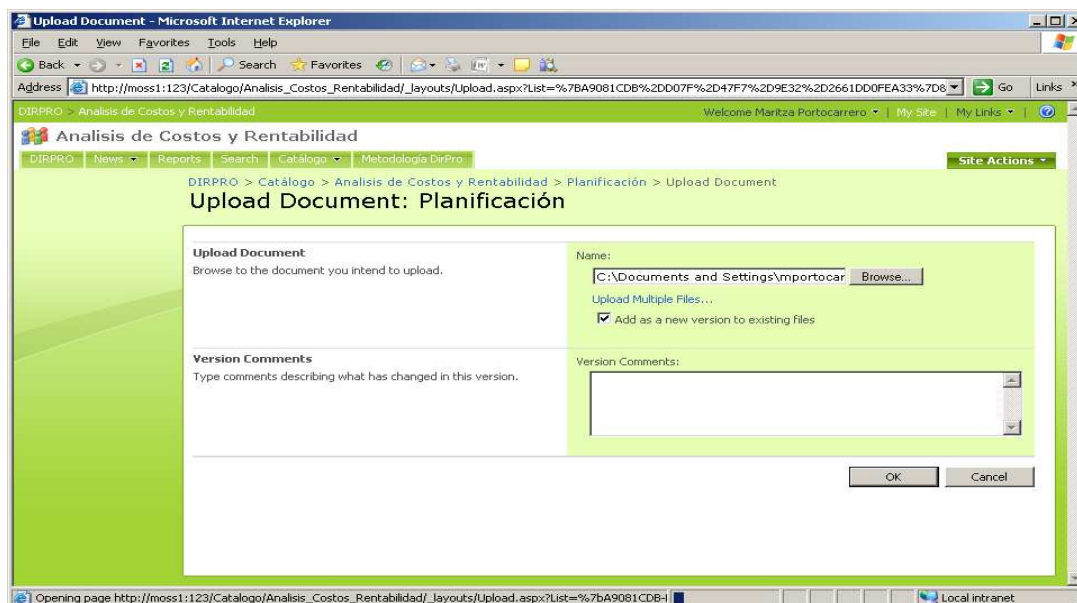 Upload Document - Microsoft Internet Explorer
File Edit View Favorites Tools Help
Back Search Favorites
Address http://moss1:123/Catalogo/Analisis_Costos_Rentabilidad/_layouts/Upload.aspx?List=%7BA9081CDB%2DD07F%2D47F7%2D9E32%2D2661DD0FEA33%7D8 Go Links »
DIRPRO > Analisis de Costos y Rentabilidad Welcome Maritza Portocarrero | My Site | My Links |
Analisis de Costos y Rentabilidad
DIRPRO News Reports Search Catálogo Metodología DirPro Site Actions
DIRPRO > Catálogo > Analisis de Costos y Rentabilidad > Planificación > Upload Document
Upload Document: Planificación
Upload Document
Browse to the document you intend to upload.
Name:
C:\Documents and Settings\mportocar Browse...
Upload Multiple Files...
Add as a new version to existing files
Version Comments
Type comments describing what has changed in this version.
Version Comments:
OK Cancel
Opening page http://moss1:123/Catalogo/Analisis_Costos_Rentabilidad/_layouts/Upload.aspx?List=%7bA9081CDB-I Local intranet